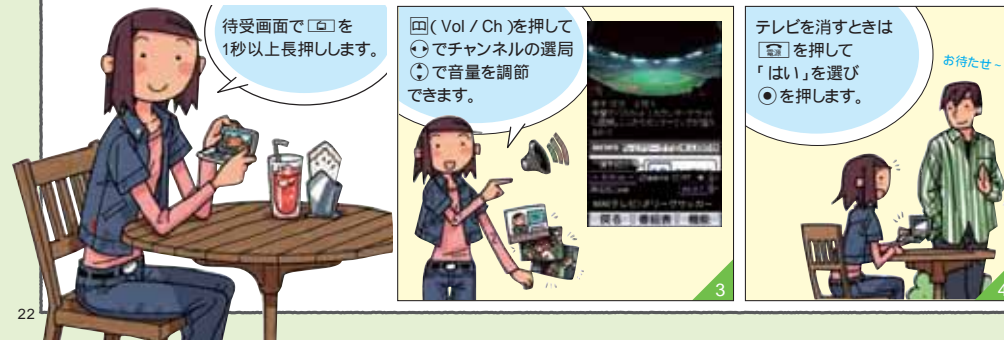 待受画面で を
1秒以上長押しします。
( Vol / Ch )を押して
でチャンネルの選局
で音量を調節
できます。
戻る 番組表 機能
3
テレビを消すときは
電源 を押して
「はい」を選び
を押します。
お待たせ~
4
22